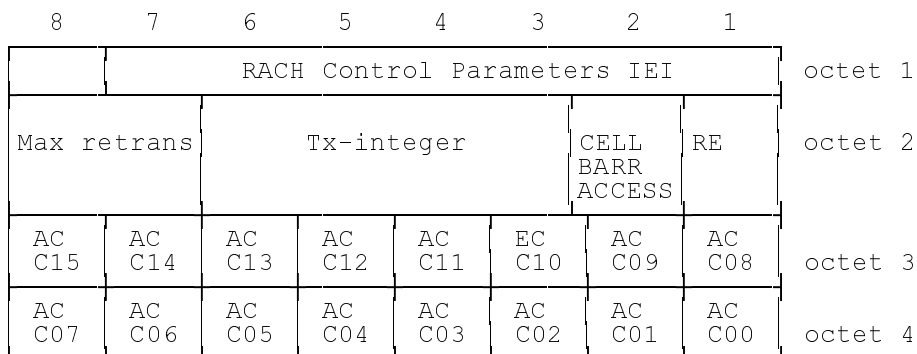 8 7 6 5 4 3 2 1
RACH Control Parameters IEI octet 1
Max retrans Tx-integer CELL RE octet 2
BARR
ACCESS
AC AC AC AC AC EC AC AC
C15 C14 C13 C12 C11 C10 C09 C08 octet 3
AC AC AC AC AC AC AC AC
C07 C06 C05 C04 C03 C02 C01 C00 octet 4